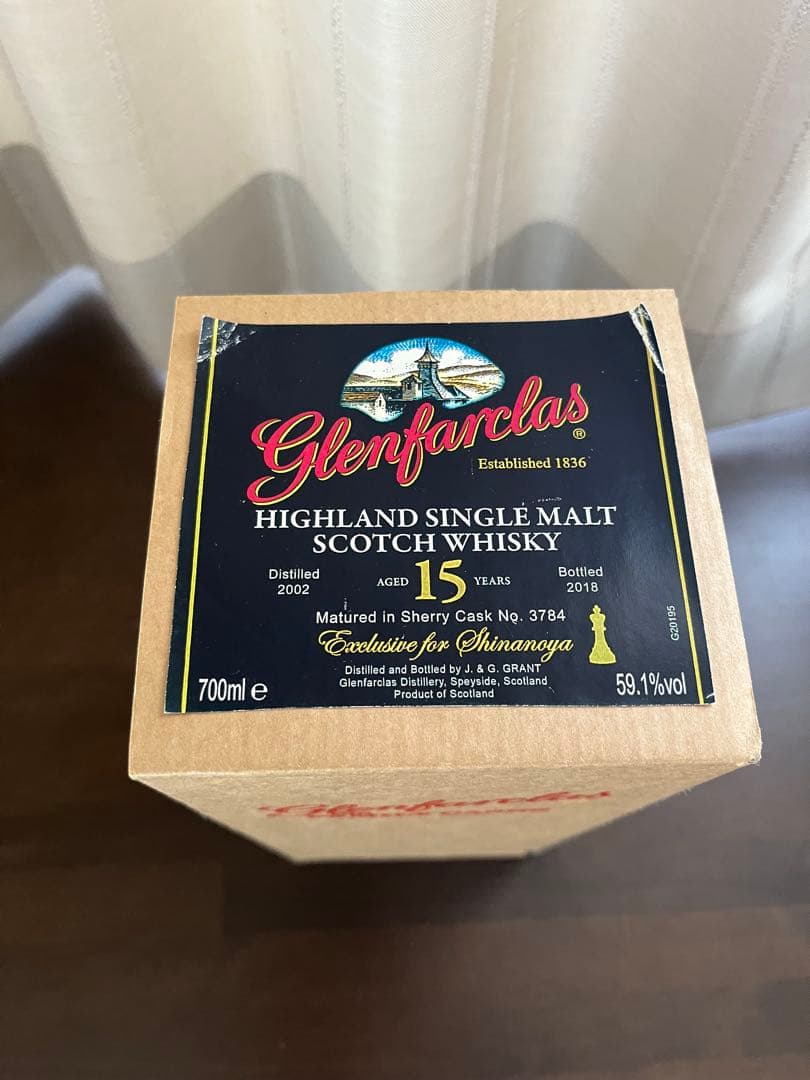 Glenfarclas®
Established 1836
HIGHLAND SINGLE MALT
SCOTCH WHISKY
Distilled
2002
AGED 15 YEARS
Bottled
2018
Matured in Sherry Cask No. 3784
Exclusive for Shinanoya
Distilled and Bottled by J. & G. GRANT
Glenfarclas Distillery, Speyside, Scotland
Product of Scotland
700ml e
59.1%vol
G20195
Glenfarclas